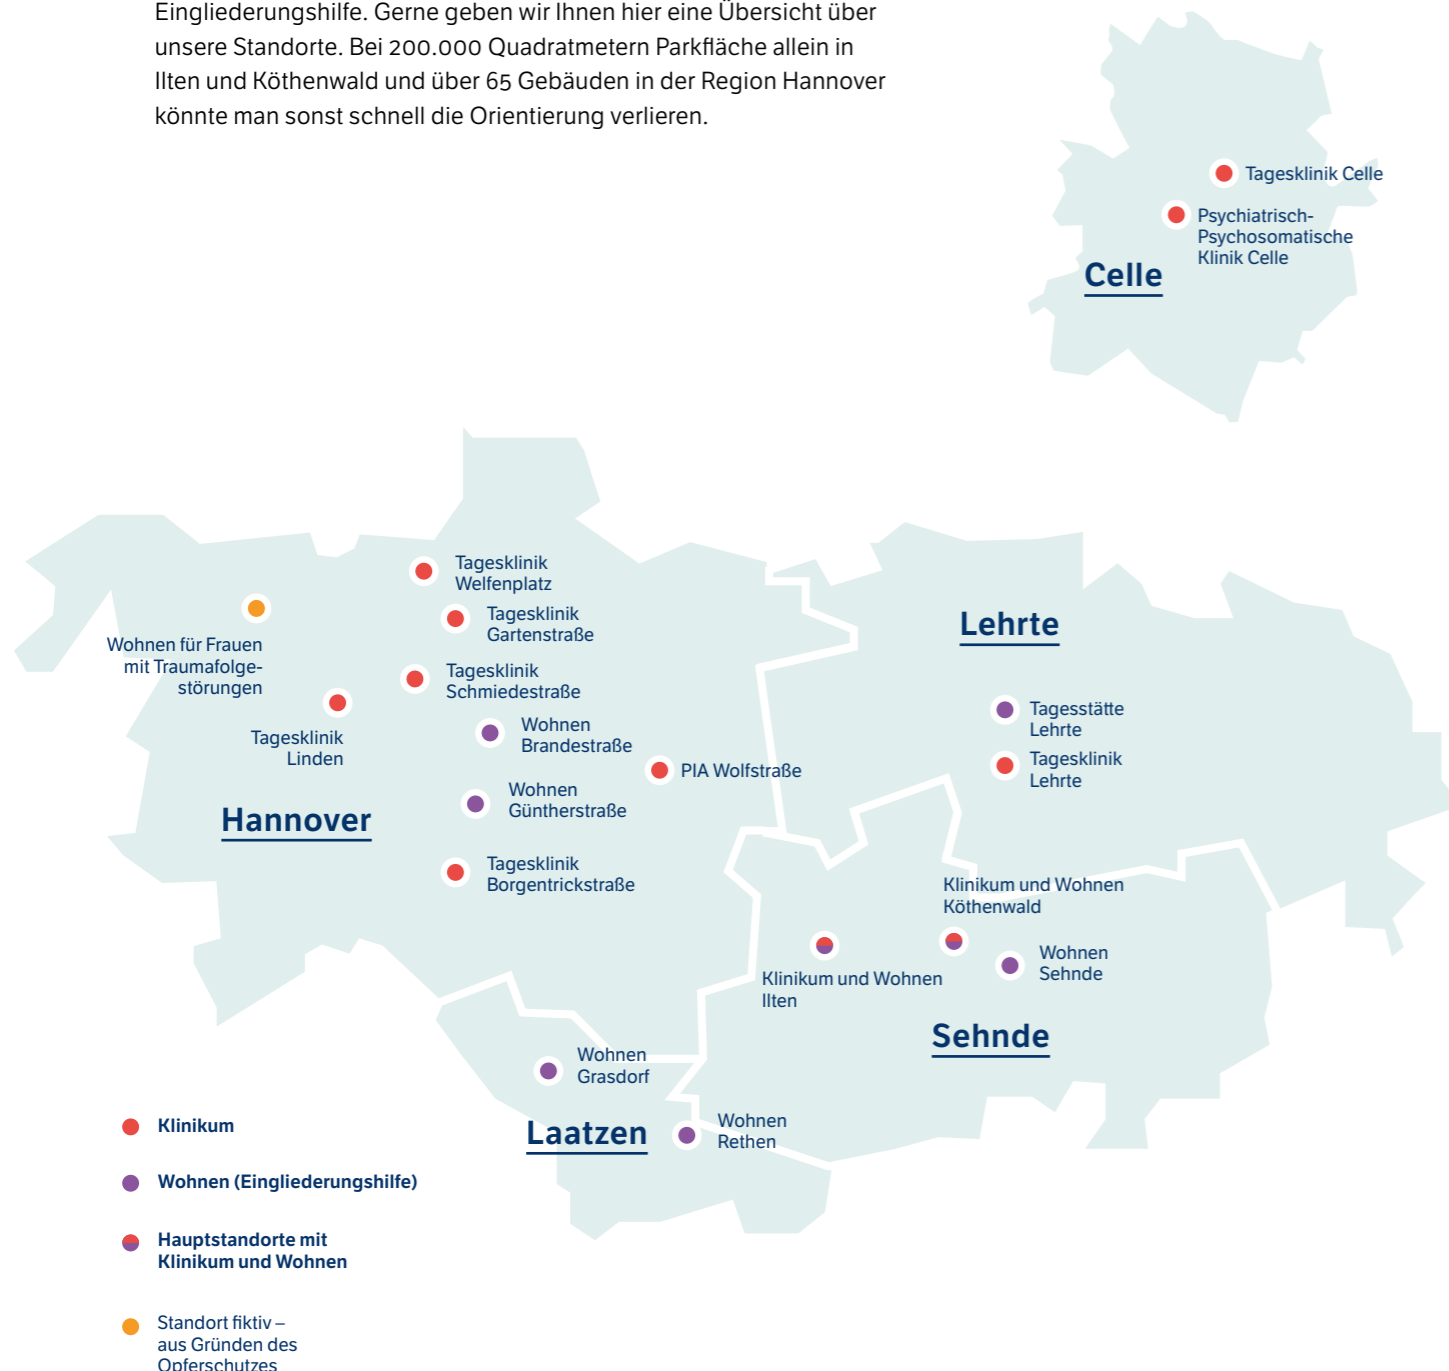 Eingliederungshilfe. Gerne geben wir Ihnen hier eine Übersicht über
unsere Standorte. Bei 200.000 Quadratmetern Parkfläche allein in
Ilten und Köthenwald und über 65 Gebäuden in der Region Hannover
könnte man sonst schnell die Orientierung verlieren.
Tagesklinik Celle
Psychiatrisch-
Psychosomatische
Klinik Celle
Celle
Tagesklinik
Welfenplatz
Tagesklinik
Gartenstraße
Wohnen für Frauen
mit Traumafolge-
störungen
Tagesklinik
Schmiedestraße
Tagesklinik
Linden
Wohnen
Brandestraße
PIA Wolfstraße
Wohnen
Güntherstraße
Hannover
Tagesklinik
Borgentrickstraße
Lehrte
Tagesstätte
Lehrte
Tagesklinik
Lehrte
Klinikum und Wohnen
Köthenwald
Wohnen
Sehnde
Klinikum und Wohnen
Ilten
Sehnde
Wohnen
Grasdorf
Laatzen
Wohnen
Rethen
Klinikum
Wohnen (Eingliederungshilfe)
Hauptstandorte mit
Klinikum und Wohnen
Standort fiktiv –
aus Gründen des
Opferschutzes